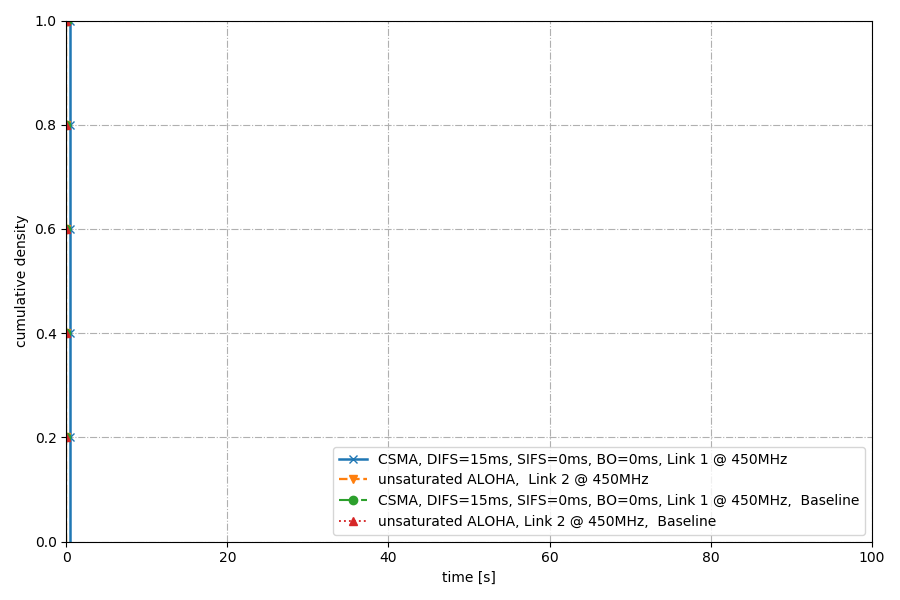 1.0
0.8
0.6
0.4
0.2
0.0
cumulative density
CSMA, DIFS=15ms, SIFS=0ms, BO=0ms, Link 1 @ 450MHz
unsaturated ALOHA,  Link 2 @ 450MHz
CSMA, DIFS=15ms, SIFS=0ms, BO=0ms, Link 1 @ 450MHz,  Baseline
unsaturated ALOHA, Link 2 @ 450MHz,  Baseline
0 20 40 60 80 100
time [s]